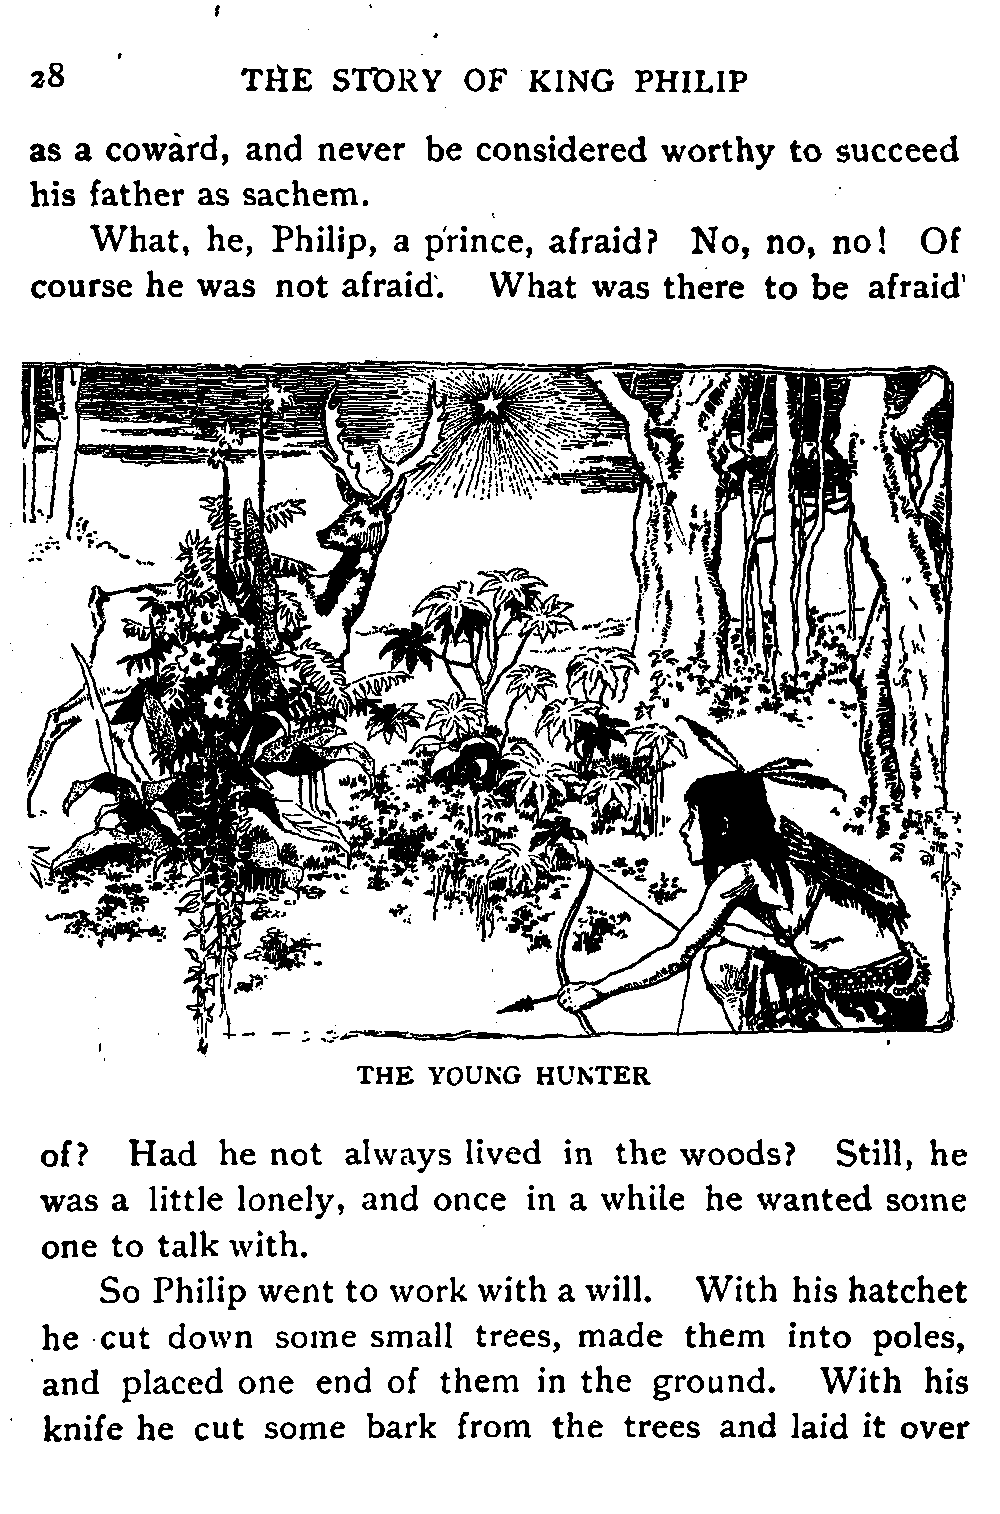 28 THE STORY OF KING PHILIP
as a coward, and never be considered worthy to succeed
his father as sachem.
What, he, Philip, a prince, afraid? No, no, no! Of
course he was not afraid. What was there to be afraid
THE YOUNG HUNTER
of? Had he not always lived in the woods? Still, he
was a little lonely, and once in a while he wanted some
one to talk with.
So Philip went to work with a will. With his hatchet
he cut down some small trees, made them into poles,
and placed one end of them in the ground. With his
knife he cut some bark from the trees and laid it over